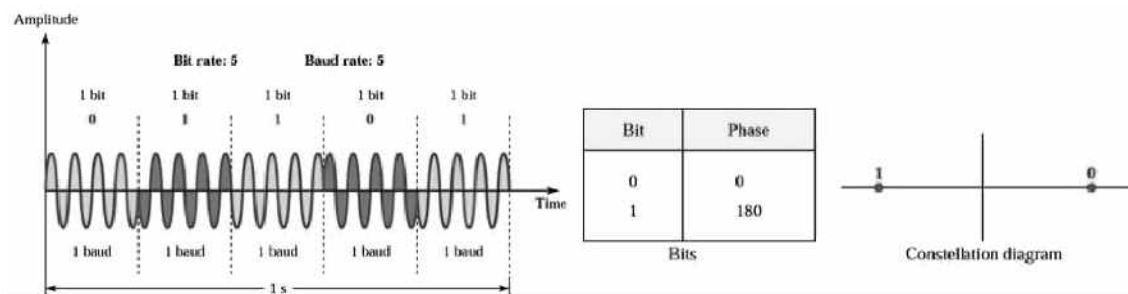 Amplitude
Bit rate: 5 Baud rate: 5
1 bit 1 bit 1 bit 1 bit 1 bit
0 1 1 0 1
Time
1 baud 1 baud 1 baud 1 baud 1 baud
1 s
Bit Phase
0 0
1 180
Bits
1 0
Constellation diagram